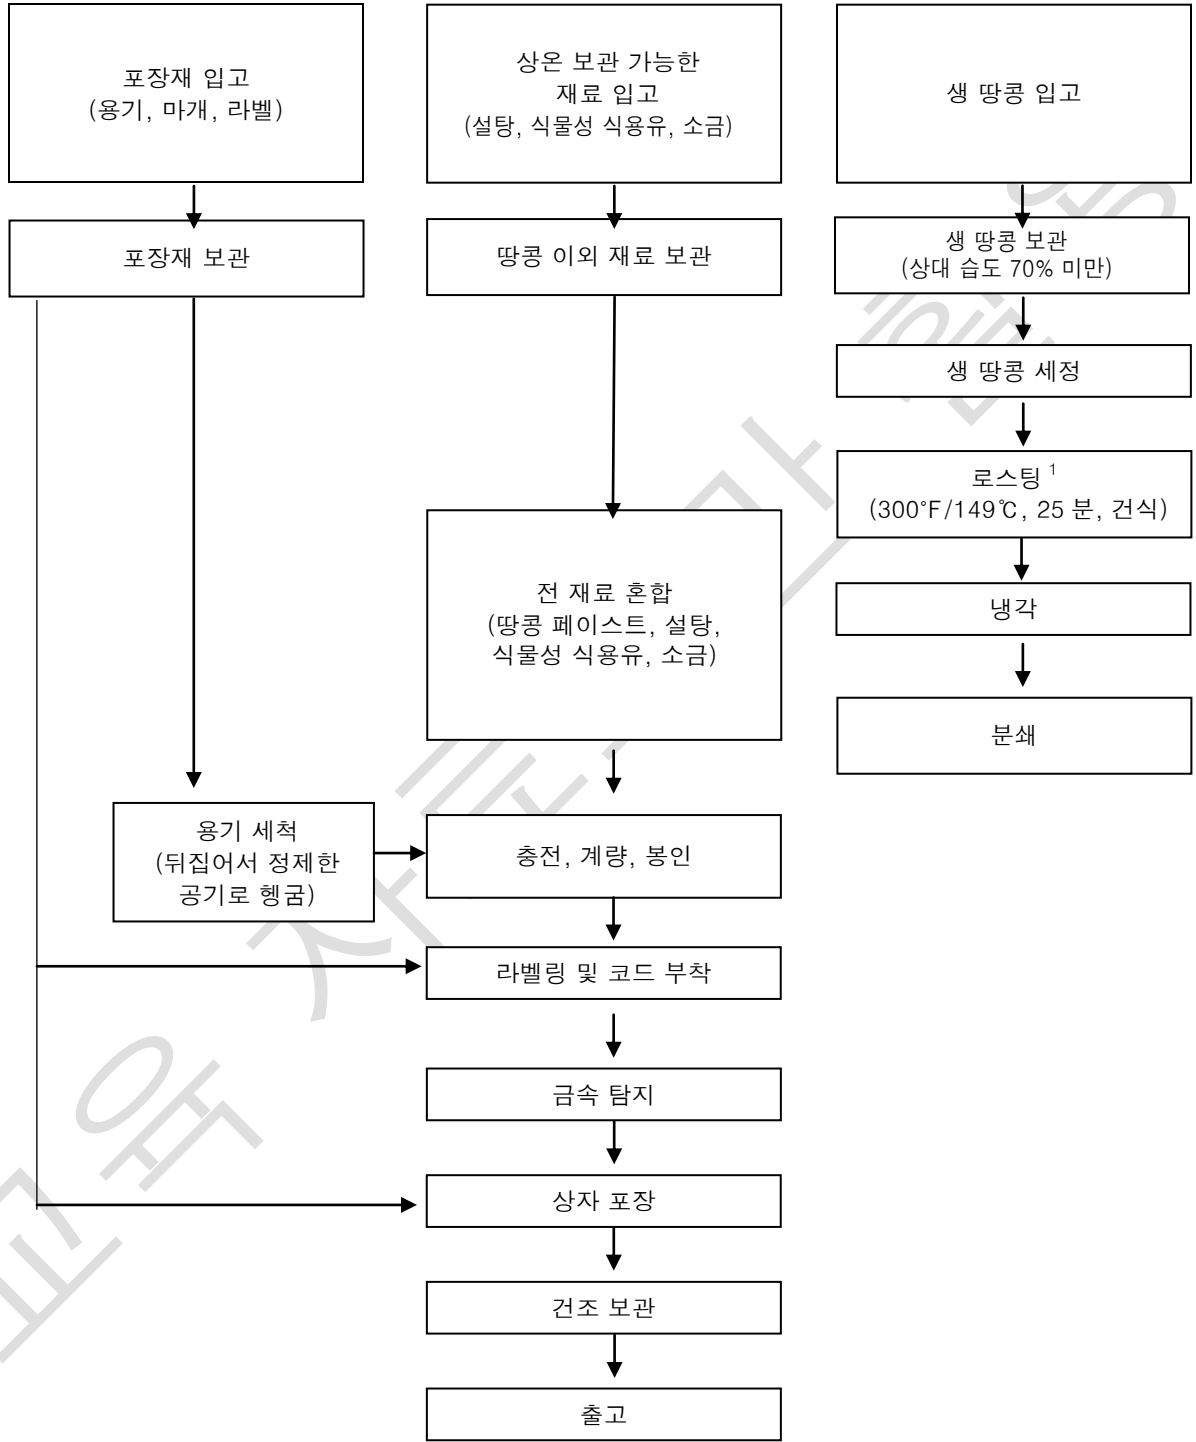 포장재 입고
(용기, 마개, 라벨)
상온 보관 가능한
재료 입고
(설탕, 식물성 식용유, 소금)
생 땅콩 입고
포장재 보관
땅콩 이외 재료 보관
생 땅콩 보관
(상대 습도 70% 미만)
생 땅콩 세정
로스팅 1
(300°F/149℃, 25 분, 건식)
냉각
분쇄
전 재료 혼합
(땅콩 페이스트, 설탕,
식물성 식용유, 소금)
용기 세척
(뒤집어서 정제한
공기로 헹굼)
충전, 계량, 봉인
라벨링 및 코드 부착
금속 탐지
상자 포장
건조 보관
출고